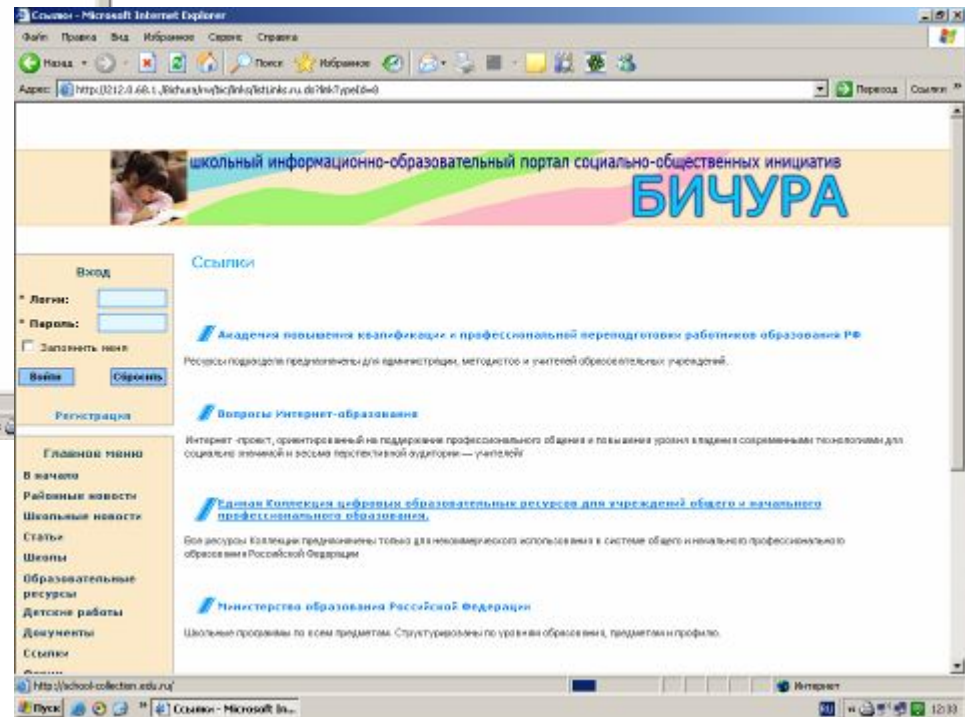 Ссылки - Microsoft Internet Explorer
Файл Правка Вид Избранное Сервис Справка
Назад Поиск Избранное
Адрес: Переход Ссылки
школьный информационно-образовательный портал социально-общественных инициатив
БИЧУРА
Вход
* Логин:
* Пароль:
Запомнить меня
Войти Сбросить
Регистрация
Главное меню
В начало
Районные новости
Школьные новости
Статьи
Школы
Образовательные
ресурсы
Детские работы
Документы
Ссылки
Ссылки
Академия повышения квалификации и профессиональной переподготовки работников образования РФ
Ресурсы подраздела предназначены для администрации, методистов и учителей образовательных учреждений.
Вопросы Интернет-образования
Интернет -проект, ориентированный на поддержание профессионального общения и повышения уровня владения современными технологиями для
социально значимой и весьма перспективной аудитории — учителей!
Единая Коллекция цифровых образовательных ресурсов для учреждений общего и начального
профессионального образования.
Все ресурсы Коллекции предназначены только для некоммерческого использования в системе общего и начального профессионального
образования Российской Федерации
Министерство образования Российской Федерации
Школьные программы по всем предметам. Структурированы по уровням образования, предметам и профилю.
http://school-collection.edu.ru/ Интернет
Пуск Ссылки - Microsoft In... 12:33